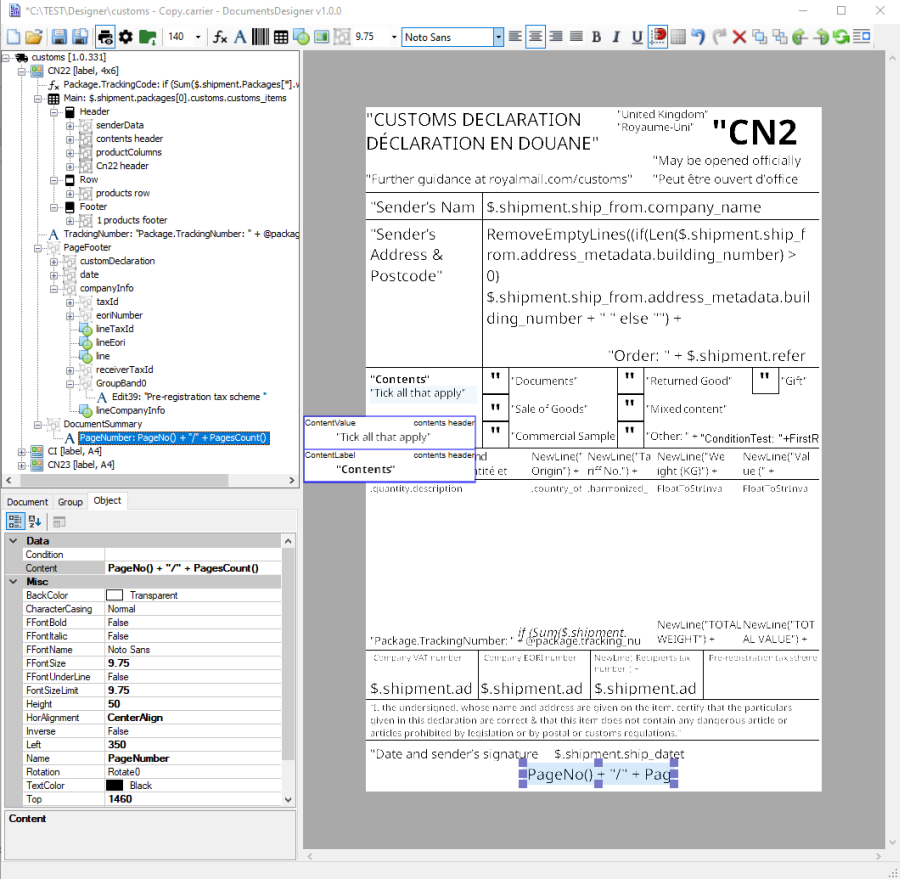 *C:\TEST\Designer\customs - Copy.carrier - DocumentsDesigner v1.0.0
140
fx
A
9.75
Noto Sans
B
I
U
customs [1.0.331]
CN22 [label, 4x6]
fx Package.TrackingCode: if (Sum($.shipment.Packages[*].v
Main: $.shipment.packages[0].customs.customs_items
Header
senderData
contents header
productColumns
Cn22 header
Row
products row
Footer
1 products footer
A TrackingNumber: "Package.TrackingNumber: " + @packag
PageFooter
customDeclaration
date
companyInfo
taxId
eoriNumber
lineTaxId
lineEori
line
receiverTaxId
GroupBand0
A Edit39: "Pre-registration tax scheme "
lineCompanyInfo
DocumentSummary
A PageNumber: PageNo() + "/" + PagesCount()
CI [label, A4]
CN23 [label, A4]
Document Group Object
Data
Condition
Content PageNo() + "/" + PagesCount()
Misc
BackColor Transparent
CharacterCasing Normal
FFontBold False
FFontItalic False
FFontName Noto Sans
FFontSize 9.75
FFontUnderLine False
FontSizeLimit 9.75
Height 50
HorAlignment CenterAlign
Inverse False
Left 350
Name PageNumber
Rotation Rotate0
TextColor Black
Top 1460
Content
"CUSTOMS DECLARATION
DÉCLARATION EN DOUANE"
"United Kingdom"
"Royaume-Uni"
"CN2
"May be opened officially
"Further guidance at royalmail.com/customs"
"Peut être ouvert d'office
"Sender's Nam
$.shipment.ship_from.company_name
"Sender's
Address &
Postcode"
RemoveEmptyLines((if(Len($.shipment.ship_f
rom.address_metadata.building_number) >
0)
$.shipment.ship_from.address_metadata.buil
ding_number + " " else "") +
"Order: " + $.shipment.refer
"Contents"
"Tick all that apply"
" "Documents"
" "Returned Good"
" "Gift"
" "Sale of Goods"
" "Mixed content"
" "Commercial Sample
" "Other: " + "ConditionTest: "+FirstR
ContentValue contents header
"Tick all that apply"
ContentLabel contents header
"Contents"
nd
ntité et
NewLine("
Origin") +
NewLine("Ta
riff No.") +
NewLine("We
ight (KG)") +
NewLine("Val
ue (" +
.quantity.description
.country_of
.harmonized_
FloatToStrInva
FloatToStrInva
if (Sum($.shipment.
"Package.TrackingNumber: " + @package.tracking_nu
NewLine("TOTAL
WEIGHT") +
NewLine("TOT
AL VALUE") +
Company VAT number
Company EORI number
NewLine( Recipients tax
number ) +
Pre-registration tax scheme
$.shipment.ad
$.shipment.ad
$.shipment.ad
"I, the undersigned, whose name and address are given on the item, certify that the particulars
given in this declaration are correct & that this item does not contain any dangerous article or
articles prohibited by legislation or by postal or customs regulations."
"Date and sender's signature
$.shipment.ship_datet
PageNo() + "/" + Pag